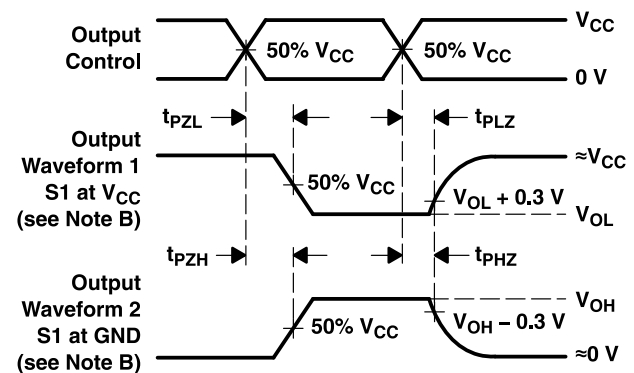 Output
Control
50% VCC
50% VCC
VCC
0 V
tPZL
tPLZ
Output
Waveform 1
S1 at VCC
(see Note B)
50% VCC
≈VCC
VOL + 0.3 V
VOL
tPZH
tPHZ
Output
Waveform 2
S1 at GND
(see Note B)
50% VCC
VOH
VOH − 0.3 V
≈0 V